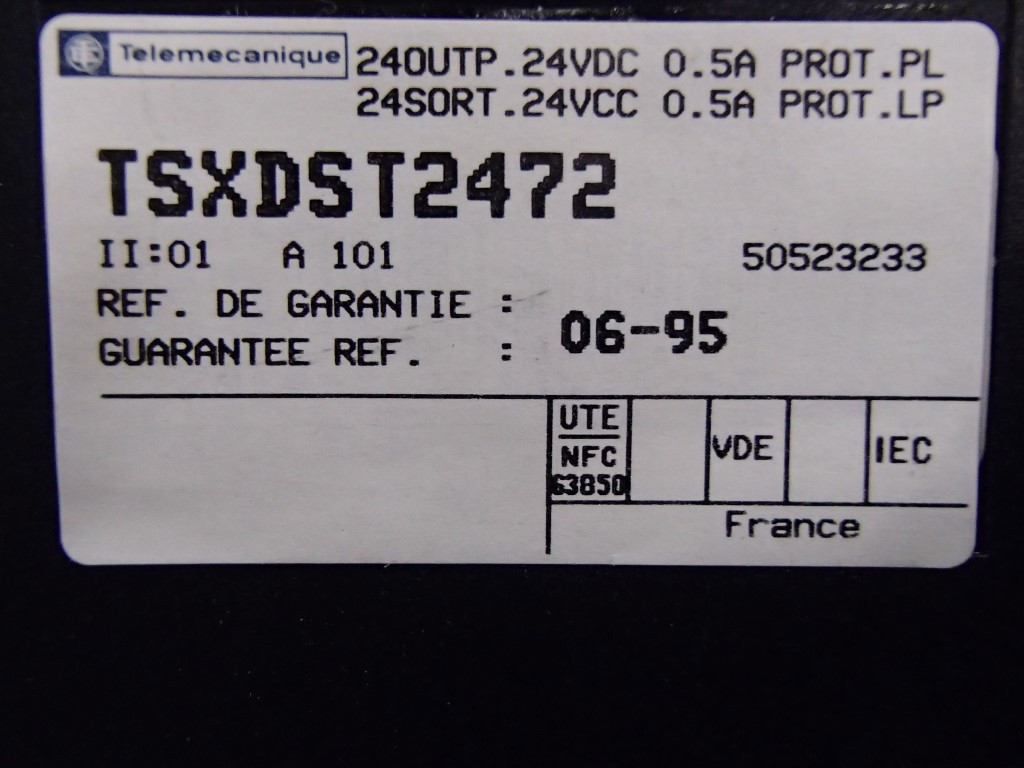 Telemecanique 24OUTP.24VDC 0.5A PROT.PL
24SORT.24VCC 0.5A PROT.LP
TSXDST2472
II:01 A 101 50523233
REF. DE GARANTIE :
GUARANTEE REF. : 06-95
UTE
NFC
63850
VDE
IEC
France